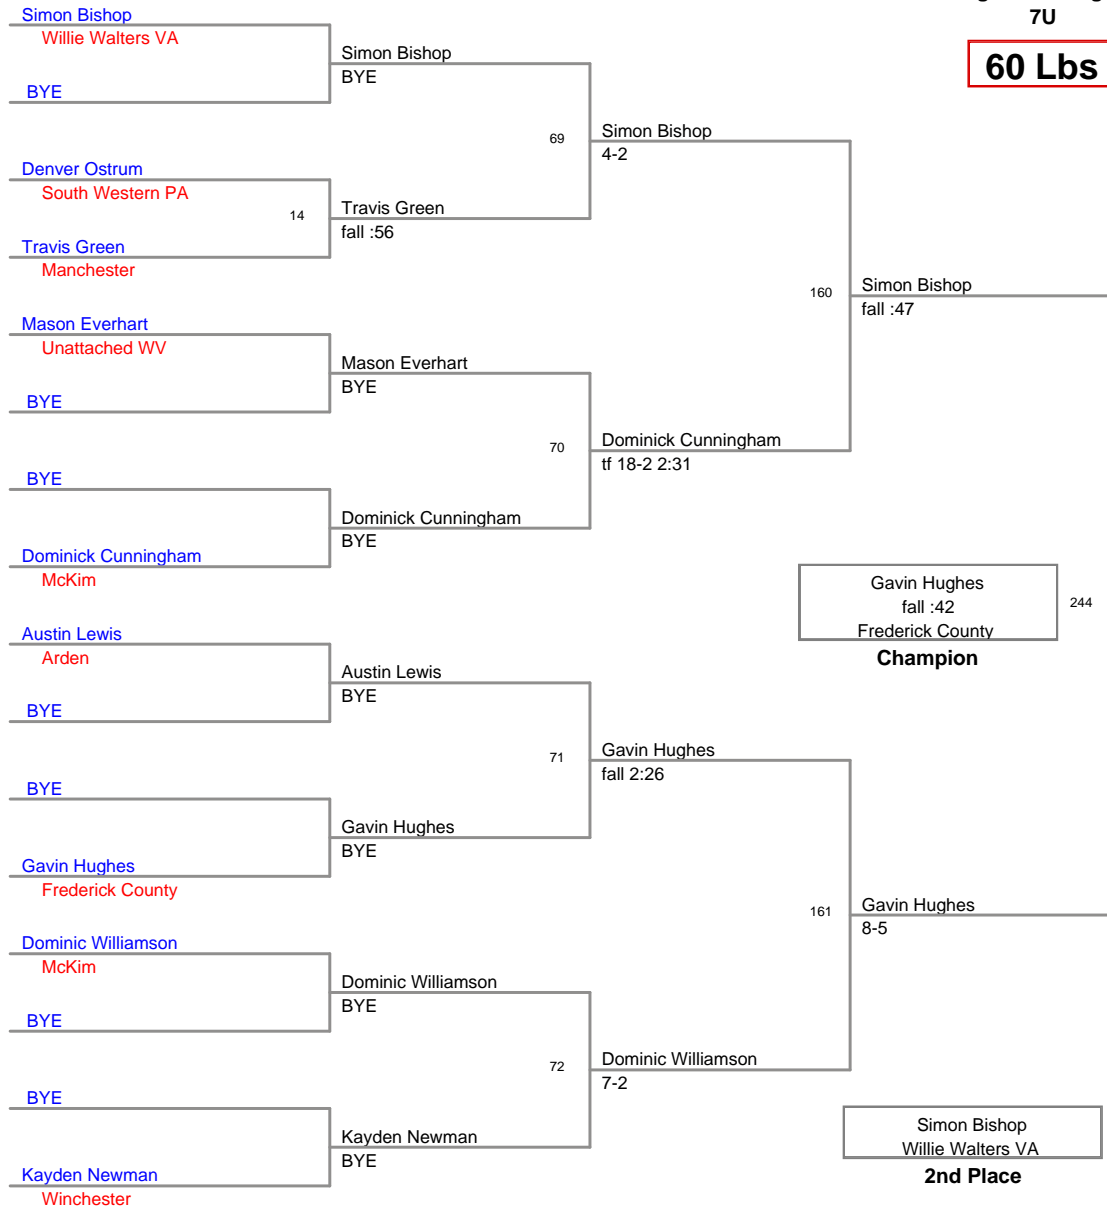 7U
60 Lbs
Simon Bishop
Willie Walters VA
BYE
Simon Bishop
BYE
69
Simon Bishop
4-2
Denver Ostrum
South Western PA
14
Travis Green
Manchester
Travis Green
fall :56
160
Simon Bishop
fall :47
Mason Everhart
Unattached WV
BYE
Mason Everhart
BYE
70
Dominick Cunningham
tf 18-2 2:31
BYE
Dominick Cunningham
McKim
Dominick Cunningham
BYE
Gavin Hughes
fall :42
Frederick County
244
Champion
Austin Lewis
Arden
BYE
Austin Lewis
BYE
71
Gavin Hughes
fall 2:26
BYE
Gavin Hughes
Frederick County
Gavin Hughes
BYE
161
Gavin Hughes
8-5
Dominic Williamson
McKim
BYE
Dominic Williamson
BYE
72
Dominic Williamson
7-2
BYE
Kayden Newman
Winchester
Kayden Newman
BYE
Simon Bishop
Willie Walters VA
2nd Place